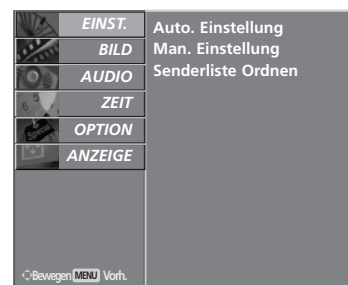 EINST.
BILD
AUDIO
ZEIT
OPTION
ANZEIGE
Auto. Einstellung
Man. Einstellung
Senderliste Ordnen
Bewegen MENU Vorh.